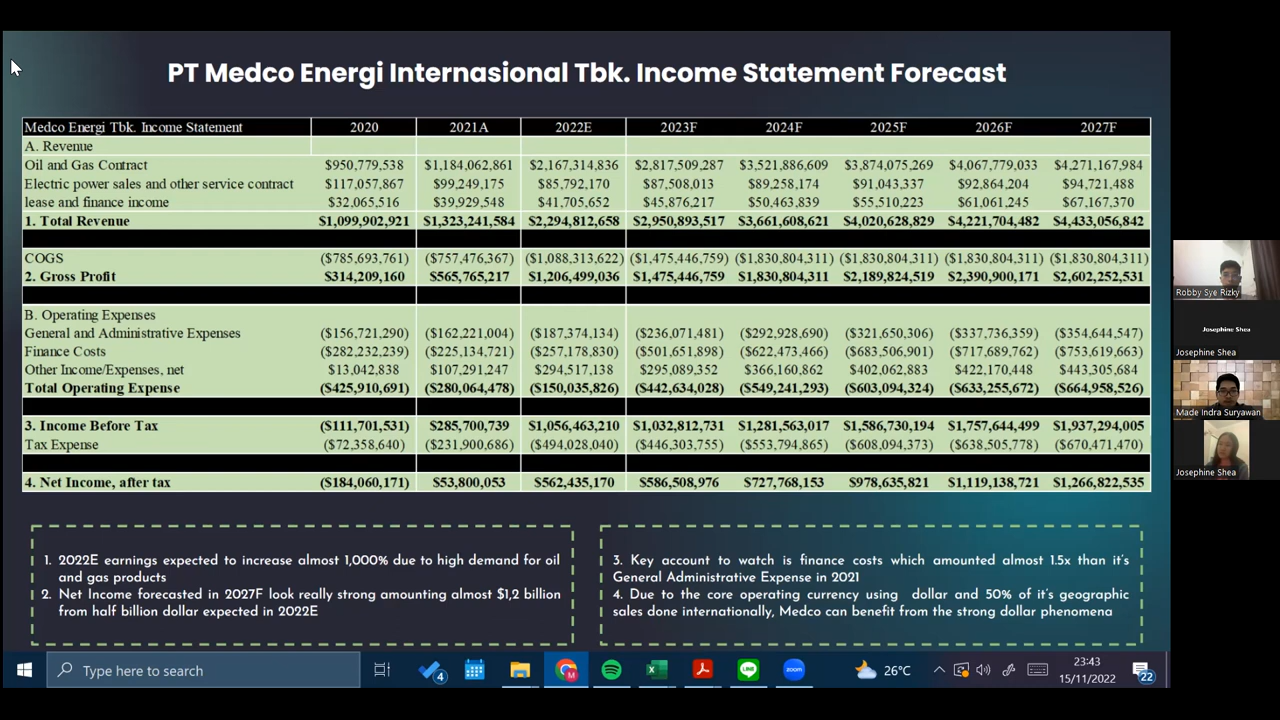 PT Medco Energi Internasional Tbk. Income Statement Forecast
Medco Energi Tbk. Income Statement 2020 2021A 2022E 2023F 2024F 2025F 2026F 2027F
A. Revenue
Oil and Gas Contract $950,779,538 $1,184,062,861 $2,167,314,836 $2,817,509,287 $3,521,886,609 $3,874,075,269 $4,067,779,033 $4,271,167,984
Electric power sales and other service contract $117,057,867 $99,249,175 $85,792,170 $87,508,013 $89,258,174 $91,043,337 $92,864,204 $94,721,488
lease and finance income $32,065,516 $39,929,548 $41,705,652 $45,876,217 $50,463,839 $55,510,223 $61,061,245 $67,167,370
1. Total Revenue $1,099,902,921 $1,323,241,584 $2,294,812,658 $2,950,893,517 $3,661,608,621 $4,020,628,829 $4,221,704,482 $4,433,056,842
COGS ($785,693,761) ($757,476,367) ($1,088,313,622) ($1,475,446,759) ($1,830,804,311) ($1,830,804,311) ($1,830,804,311) ($1,830,804,311)
2. Gross Profit $314,209,160 $565,765,217 $1,206,499,036 $1,475,446,759 $1,830,804,311 $2,189,824,519 $2,390,900,171 $2,602,252,531
B. Operating Expenses
General and Administrative Expenses ($156,721,290) ($162,221,004) ($187,374,134) ($236,071,481) ($292,928,690) ($321,650,306) ($337,736,359) ($354,644,547)
Finance Costs ($282,232,239) ($225,134,721) ($257,178,830) ($501,651,898) ($622,473,466) ($683,506,901) ($717,689,762) ($753,619,663)
Other Income/Expenses, net $13,042,838 $107,291,247 $294,517,138 $295,089,352 $366,160,862 $402,062,883 $422,170,448 $443,305,684
Total Operating Expense ($425,910,691) ($280,064,478) ($150,035,826) ($442,634,028) ($549,241,293) ($603,094,324) ($633,255,672) ($664,958,526)
3. Income Before Tax ($111,701,531) $285,700,739 $1,056,463,210 $1,032,812,731 $1,281,563,017 $1,586,730,194 $1,757,644,499 $1,937,294,005
Tax Expense ($72,358,640) ($231,900,686) ($494,028,040) ($446,303,755) ($553,794,865) ($608,094,373) ($638,505,778) ($670,471,470)
4. Net Income, after tax ($184,060,171) $53,800,053 $562,435,170 $586,508,976 $727,768,153 $978,635,821 $1,119,138,721 $1,266,822,535
1. 2022E earnings expected to increase almost 1,000% due to high demand for oil
and gas products
2. Net Income forecasted in 2027F look really strong amounting almost $1,2 billion
from half billion dollar expected in 2022E
3. Key account to watch is finance costs which amounted almost 1.5x than it's
General Administrative Expense in 2021
4. Due to the core operating currency using dollar and 50% of it's geographic
sales done internationally, Medco can benefit from the strong dollar phenomena
Robby Sye Rizky
Josephine Shea
Josephine Shea
Made Indra Suryawan
Josephine Shea
Type here to search
4
M
zoom
26°C
23:43
15/11/2022
22